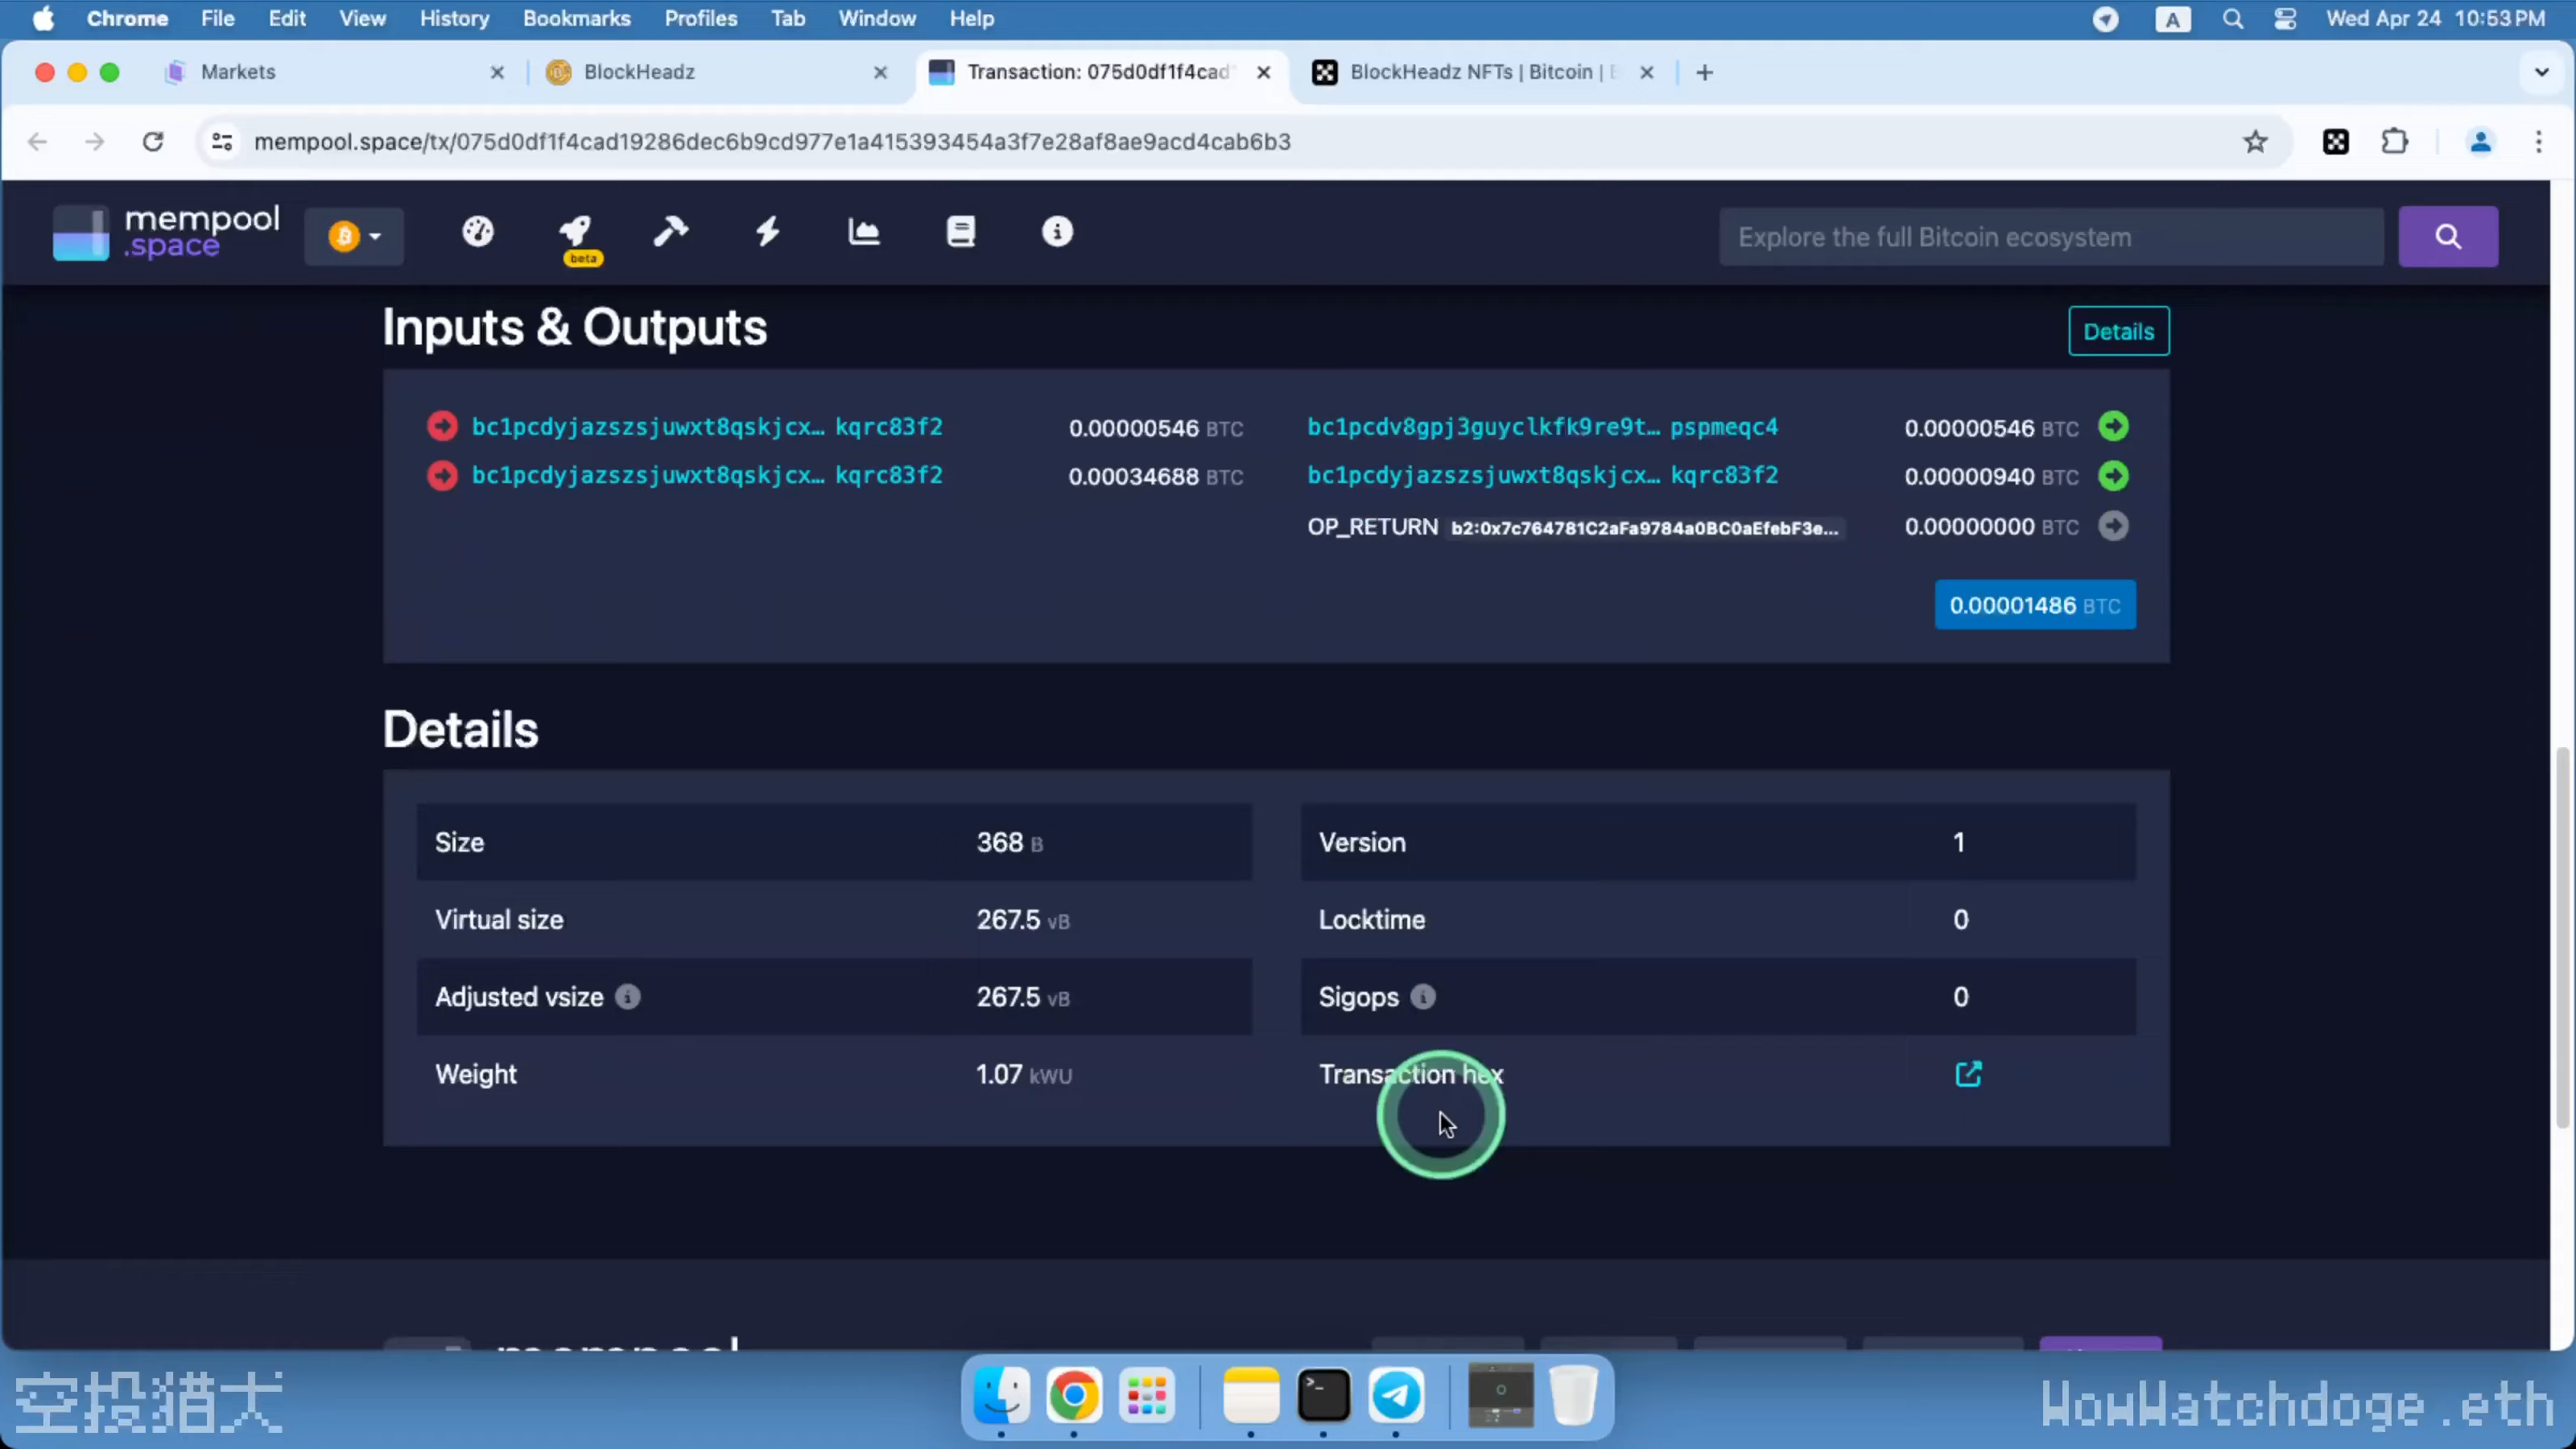 Chrome File Edit View History Bookmarks Profiles Tab Window Help A Wed Apr 24 10:53 PM
Markets BlockHeadz Transaction: 075d0df1f4cad BlockHeadz NFTs | Bitcoin |
mempool.space/tx/075d0df1f4cad19286dec6b9cd977e1a415393454a3f7e28af8ae9acd4cab6b3
mempool .space beta Explore the full Bitcoin ecosystem
Inputs & Outputs Details
bc1pcdyjazszsjuwxt8qskjcx… kqrc83f2 0.00000546 BTC bc1pcdv8gpj3guyclkfk9re9t… pspmeqc4 0.00000546 BTC
bc1pcdyjazszsjuwxt8qskjcx… kqrc83f2 0.00034688 BTC bc1pcdyjazszsjuwxt8qskjcx… kqrc83f2 0.00000940 BTC
OP_RETURN b2:0x7c764781C2aFa9784a0BC0aEfebF3e... 0.00000000 BTC
0.00001486 BTC
Details
Size 368 B Version 1
Virtual size 267.5 vB Locktime 0
Adjusted vsize 267.5 vB Sigops 0
Weight 1.07 kWU Transaction hex
空投猫犬 WowWatchdoge.eth